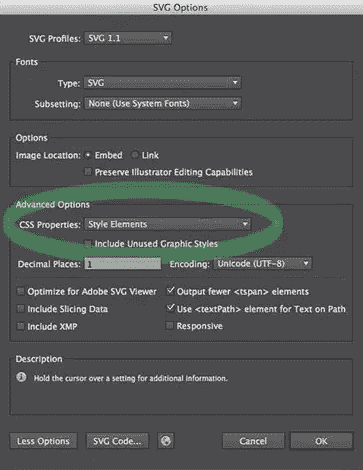 SVG Options
SVG Profiles: SVG 1.1
Fonts
Type: SVG
Subsetting: None (Use System Fonts)
Options
Image Location: Embed Link
Preserve Illustrator Editing Capabilities
Advanced Options
CSS Properties: Style Elements
Include Unused Graphic Styles
Decimal Places: 1 Encoding: Unicode (UTF-8)
Optimize for Adobe SVG Viewer Output fewer <tspan> elements
Include Slicing Data Use <textPath> element for Text on Path
Include XMP Responsive
Description
Hold the cursor over a setting for additional information.
Less Options SVG Code... Cancel OK